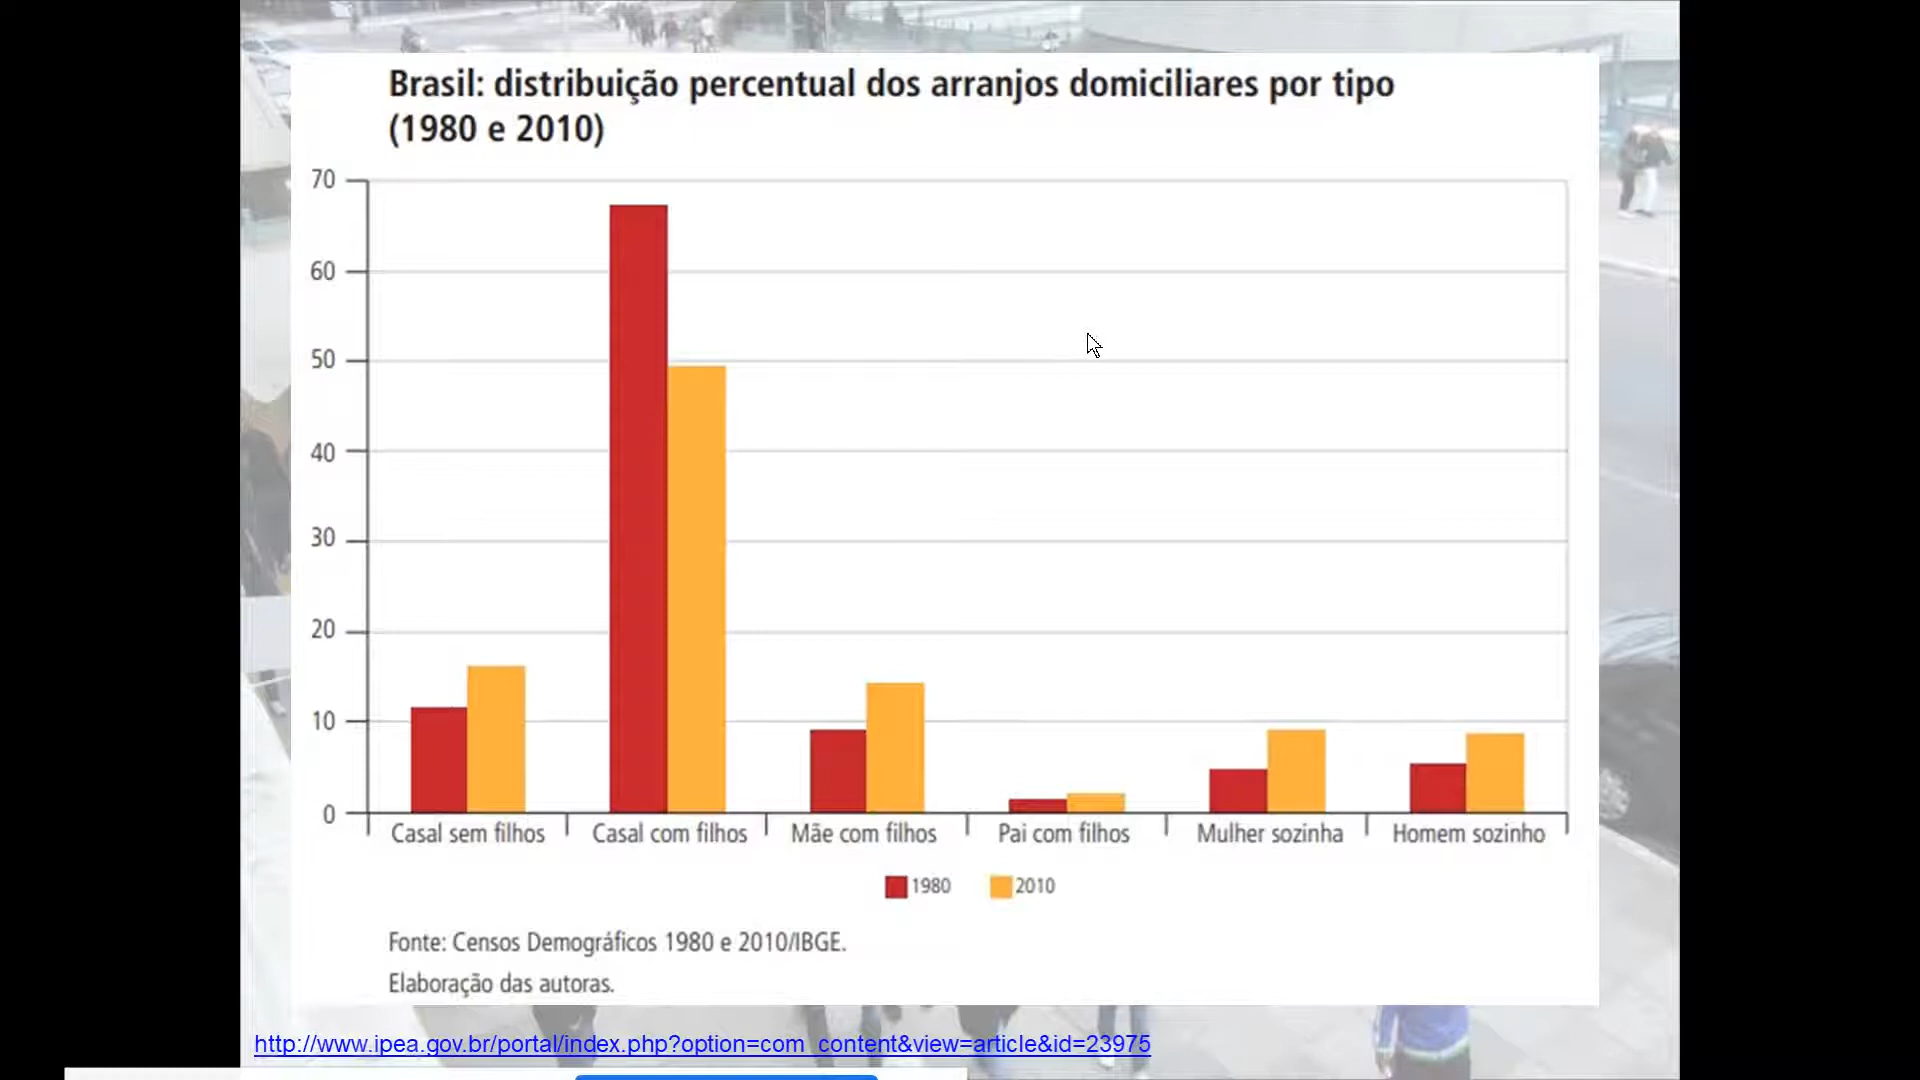 Brasil: distribuição percentual dos arranjos domiciliares por tipo
(1980 e 2010)
70
60
50
40
30
20
10
0
Casal sem filhos
Casal com filhos
Mãe com filhos
Pai com filhos
Mulher sozinha
Homem sozinho
1980
2010
Fonte: Censos Demográficos 1980 e 2010/IBGE.
Elaboração das autoras.
http://www.ipea.gov.br/portal/index.php?option=com_content&view=article&id=23975